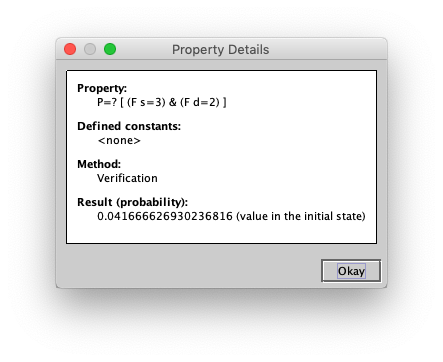 Property Details
Property:
P=? [ (F s=3) & (F d=2) ]
Defined constants:
<none>
Method:
Verification
Result (probability):
0.041666626930236816 (value in the initial state)
Okay